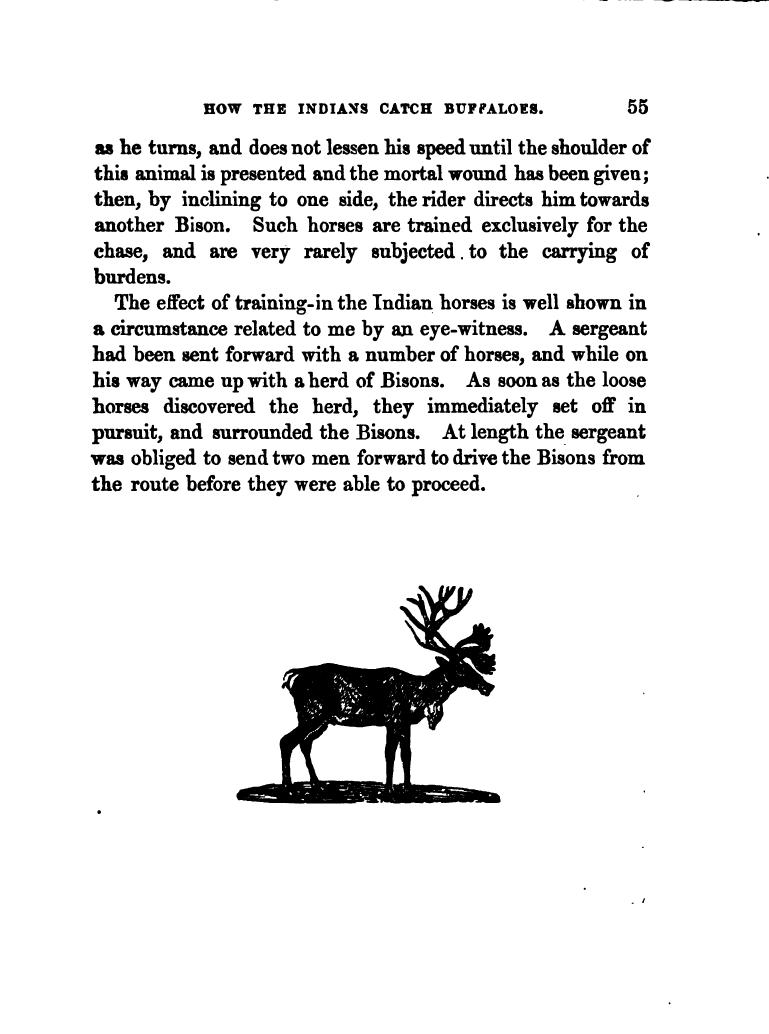 HOW THE INDIANS CATCH BUFFALOES. 55
as he turns, and does not lessen his speed until the shoulder of
this animal is presented and the mortal wound has been given;
then, by inclining to one side, the rider directs him towards
another Bison. Such horses are trained exclusively for the
chase, and are very rarely subjected to the carrying of
burdens.
The effect of training-in the Indian horses is well shown in
a circumstance related to me by an eye-witness. A sergeant
had been sent forward with a number of horses, and while on
his way came up with a herd of Bisons. As soon as the loose
horses discovered the herd, they immediately set off in
pursuit, and surrounded the Bisons. At length the sergeant
was obliged to send two men forward to drive the Bisons from
the route before they were able to proceed.